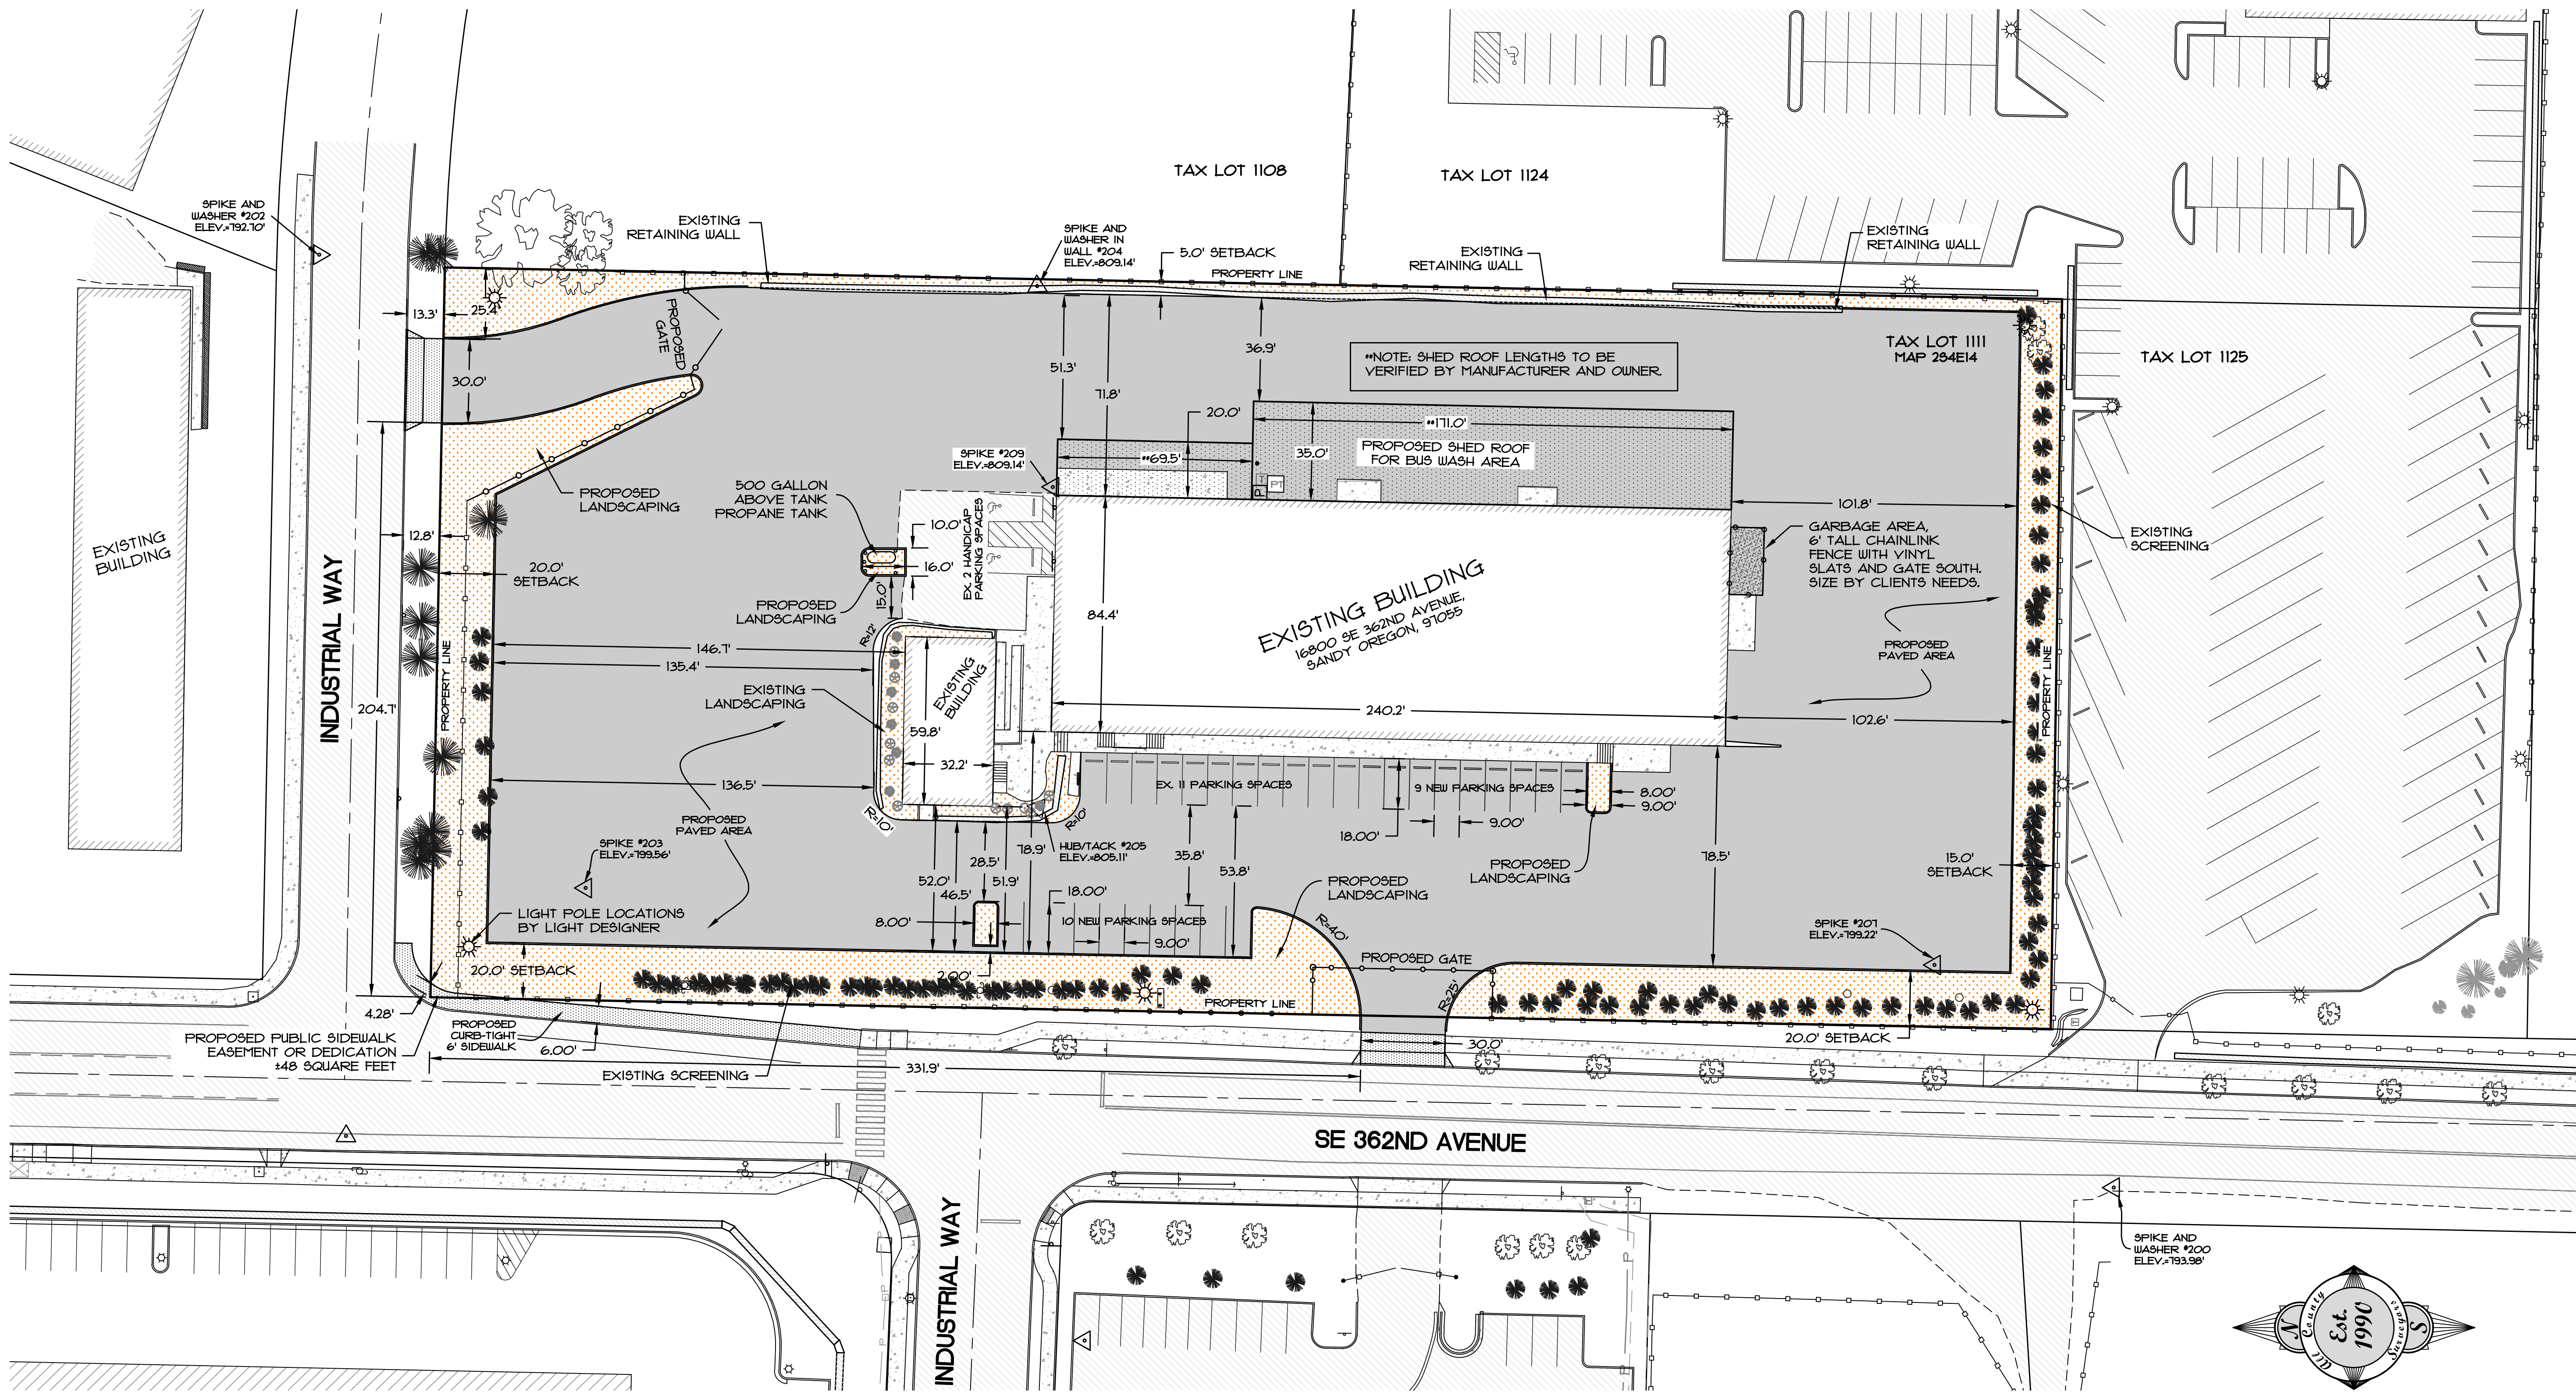 TAX LOT 1108
TAX LOT 1124
SPIKE AND
WASHER #202
ELEV.=792.70'
EXISTING
RETAINING WALL
SPIKE AND
WASHER IN
WALL #204
ELEV.=809.14'
5.0' SETBACK
PROPERTY LINE
EXISTING
RETAINING WALL
EXISTING
RETAINING WALL
13.3'
25.4'
PROPOSED
GATE
30.0'
51.3'
71.8'
36.9'
**NOTE: SHED ROOF LENGTHS TO BE
VERIFIED BY MANUFACTURER AND OWNER.
TAX LOT 1111
MAP 2S4E14
TAX LOT 1125
20.0'
**171.0'
**69.5'
35.0'
PROPOSED SHED ROOF
FOR BUS WASH AREA
SPIKE #209
ELEV.=809.14'
PROPOSED
LANDSCAPING
500 GALLON
ABOVE TANK
PROPANE TANK
10.0'
16.0'
15.0'
EX. 2 HANDICAP
PARKING SPACES
P
PT
101.8'
GARBAGE AREA,
6' TALL CHAINLINK
FENCE WITH VINYL
SLATS AND GATE SOUTH.
SIZE BY CLIENTS NEEDS.
EXISTING
SCREENING
EXISTING
BUILDING
INDUSTRIAL WAY
12.8'
20.0'
SETBACK
PROPOSED
LANDSCAPING
R=12'
84.4'
EXISTING BUILDING
16800 SE 362ND AVENUE,
SANDY OREGON, 97055
PROPOSED
PAVED AREA
PROPERTY LINE
PROPERTY LINE
146.7'
135.4'
EXISTING
LANDSCAPING
EXISTING
BUILDING
204.7'
59.8'
32.2'
240.2'
102.6'
136.5'
PROPOSED
PAVED AREA
R=10'
R=10'
EX. 11 PARKING SPACES
9 NEW PARKING SPACES
8.00'
9.00'
9.00'
18.00'
SPIKE #203
ELEV.=799.56'
HUB/TACK #205
ELEV.=805.11'
78.9'
28.5'
52.0'
46.5'
51.9'
35.8'
53.8'
PROPOSED
LANDSCAPING
78.5'
15.0'
SETBACK
18.00'
PROPOSED
LANDSCAPING
LIGHT POLE LOCATIONS
BY LIGHT DESIGNER
8.00'
10 NEW PARKING SPACES
9.00'
R=40'
SPIKE #207
ELEV.=799.22'
20.0' SETBACK
2.00'
PROPOSED GATE
R=25'
PROPERTY LINE
4.28'
PROPOSED PUBLIC SIDEWALK
EASEMENT OR DEDICATION
±48 SQUARE FEET
PROPOSED
CURB-TIGHT
6' SIDEWALK
6.00'
20.0' SETBACK
30.0'
EXISTING SCREENING
331.9'
SE 362ND AVENUE
INDUSTRIAL WAY
SPIKE AND
WASHER #200
ELEV.=793.98'
N
All County
Est.
1990
Surveyors
S